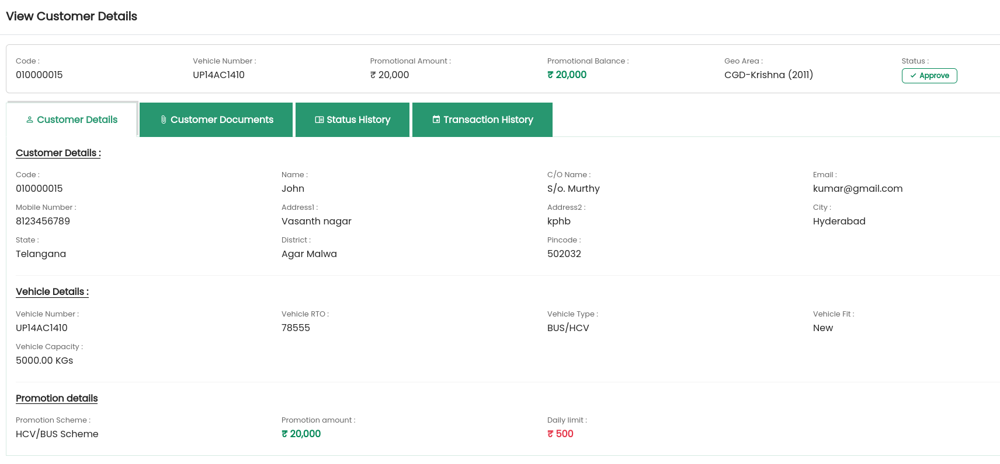 View Customer Details
Code : Vehicle Number : Promotional Amount : Promotional Balance : Geo Area : Status :
010000015 UP14AC1410 ₹ 20,000 ₹ 20,000 CGD-Krishna (2011) Approve
Customer Details Customer Documents Status History Transaction History
Customer Details :
Code : Name : C/O Name : Email :
010000015 John S/o. Murthy kumar@gmail.com
Mobile Number : Address1 : Address2 : City :
8123456789 Vasanth nagar kphb Hyderabad
State : District : Pincode :
Telangana Agar Malwa 502032
Vehicle Details :
Vehicle Number : Vehicle RTO : Vehicle Type : Vehicle Fit :
UP14AC1410 78555 BUS/HCV New
Vehicle Capacity :
5000.00 KGs
Promotion details
Promotion Scheme : Promotion amount : Daily limit :
HCV/BUS Scheme ₹ 20,000 ₹ 500